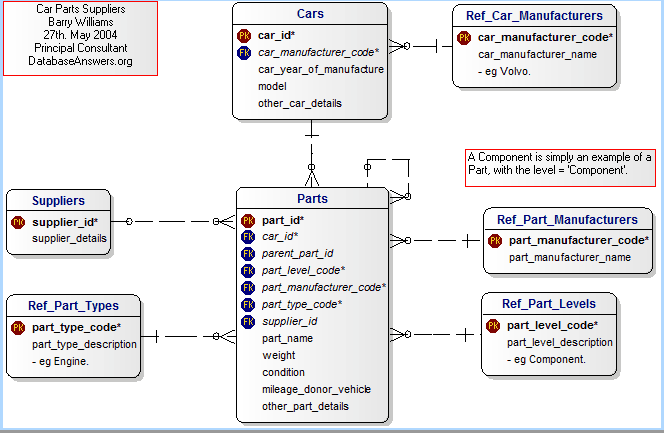 Car Parts Suppliers
Barry Williams
27th. May 2004
Principal Consultant
DatabaseAnswers.org
Cars
PK car_id*
FK car_manufacturer_code*
car_year_of_manufacture
model
other_car_details
Ref_Car_Manufacturers
PK car_manufacturer_code*
car_manufacturer_name
- eg Volvo.
A Component is simply an example of a
Part, with the level = 'Component'.
Suppliers
PK supplier_id*
supplier_details
Parts
PK part_id*
FK car_id*
FK parent_part_id
FK part_level_code*
FK part_manufacturer_code*
FK part_type_code*
FK supplier_id
part_name
weight
condition
mileage_donor_vehicle
other_part_details
Ref_Part_Manufacturers
PK part_manufacturer_code*
part_manufacturer_name
Ref_Part_Types
PK part_type_code*
part_type_description
- eg Engine.
Ref_Part_Levels
PK part_level_code*
part_level_description
- eg Component.